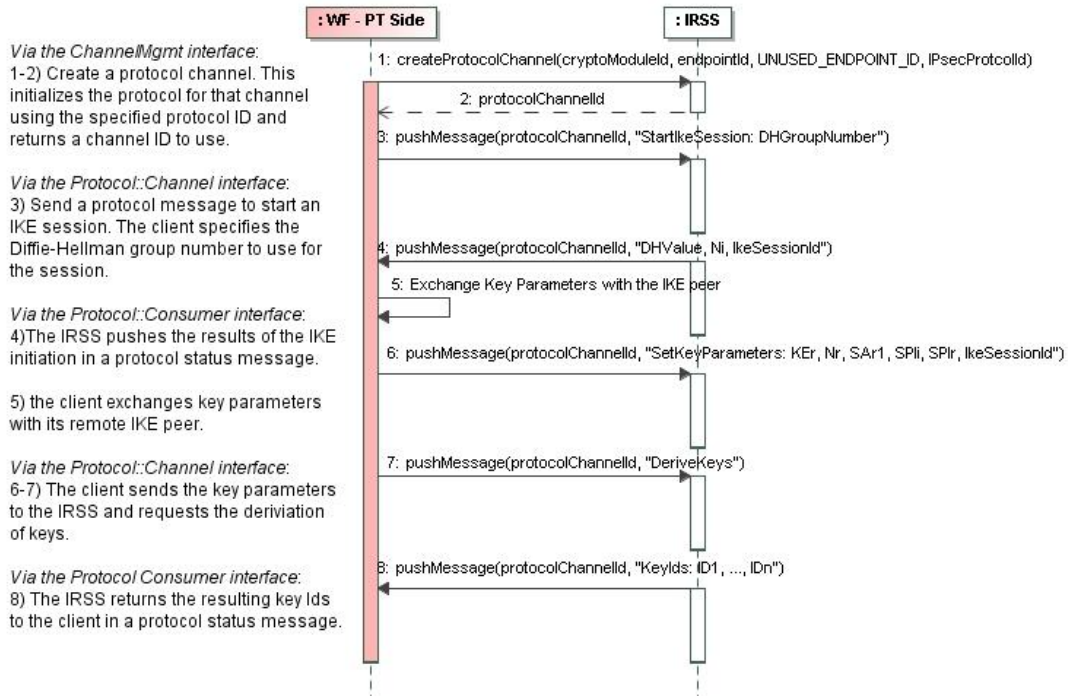 : WF - PT Side
: IRSS
Via the ChannelMgmt interface:
1-2) Create a protocol channel. This
initializes the protocol for that channel
using the specified protocol ID and
returns a channel ID to use.
Via the Protocol::Channel interface:
3) Send a protocol message to start an
IKE session. The client specifies the
Diffie-Hellman group number to use for
the session.
Via the Protocol::Consumer interface:
4)The IRSS pushes the results of the IKE
initiation in a protocol status message.
5) the client exchanges key parameters
with its remote IKE peer.
Via the Protocol::Channel interface:
6-7) The client sends the key parameters
to the IRSS and requests the deriviation
of keys.
Via the Protocol Consumer interface:
8) The IRSS returns the resulting key Ids
to the client in a protocol status message.
1: createProtocolChannel(cryptoModuleId, endpointId, UNUSED_ENDPOINT_ID, IPsecProtcolId)
2: protocolChannelId
3: pushMessage(protocolChannelId, "StartIkeSession: DHGroupNumber")
4: pushMessage(protocolChannelId, "DHValue, Ni, IkeSessionId")
5: Exchange Key Parameters with the IKE peer
6: pushMessage(protocolChannelId, "SetKeyParameters: KEr, Nr, SAr1, SPIi, SPIr, IkeSessionId")
7: pushMessage(protocolChannelId, "DeriveKeys")
8: pushMessage(protocolChannelId, "KeyIds: ID1, ..., IDn")